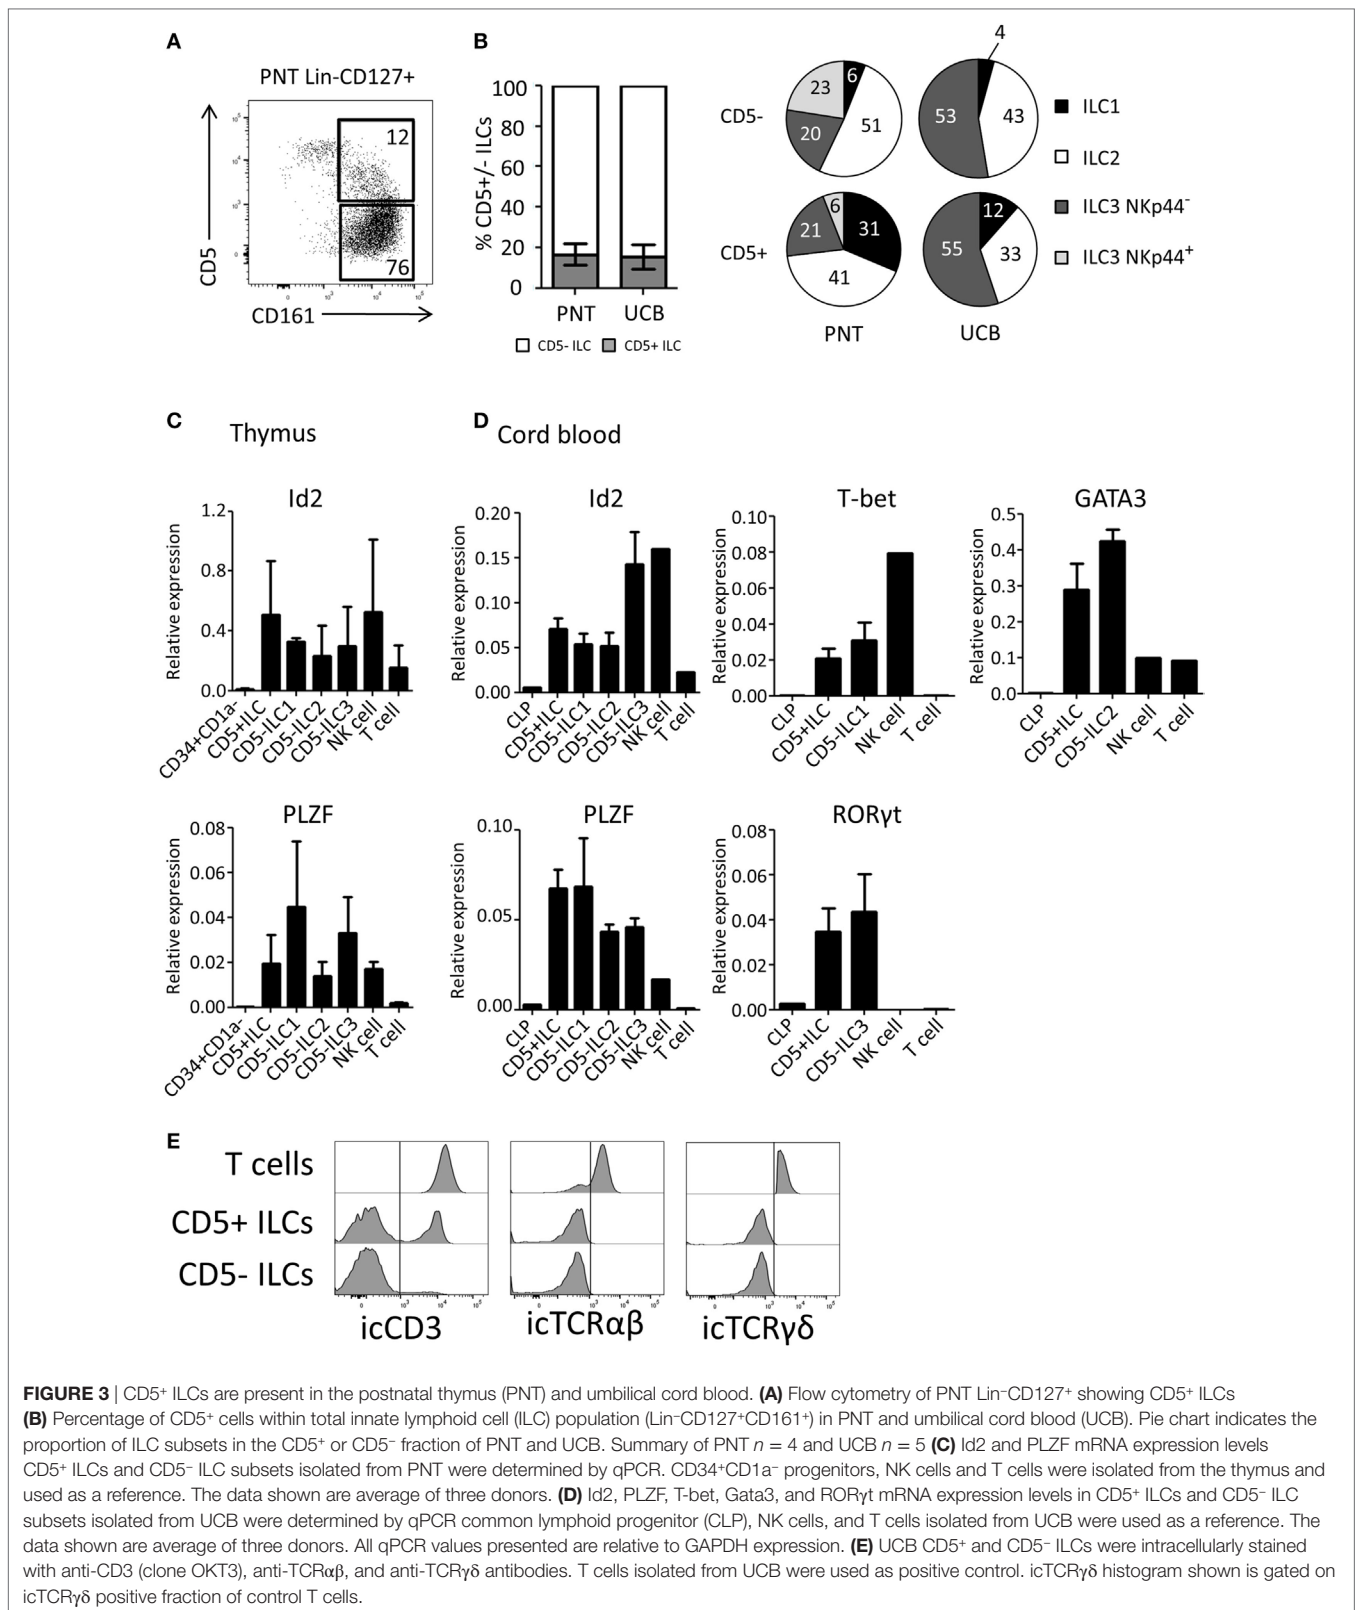 A
PNT Lin-CD127+
10⁵
10⁴
10³
0
12
76
CD5
0 10³ 10⁴ 10⁵
CD161
B
% CD5+/- ILCs
100
80
60
40
20
0
PNT UCB
CD5- ILC CD5+ ILC
CD5-
23 6 51 20
4 53 43
CD5+
6 31 21 41
12 55 33
PNT UCB
ILC1
ILC2
ILC3 NKp44⁻
ILC3 NKp44⁺
C Thymus
Id2
Relative expression
1.2
0.8
0.4
0.0
CD34+CD1a- CD5+ILC CD5-ILC1 CD5-ILC2 CD5-ILC3 NK cell T cell
PLZF
Relative expression
0.08
0.06
0.04
0.02
0.00
CD34+CD1a- CD5+ILC CD5-ILC1 CD5-ILC2 CD5-ILC3 NK cell T cell
D Cord blood
Id2
Relative expression
0.20
0.15
0.10
0.05
0.00
CLP CD5+ILC CD5-ILC1 CD5-ILC2 CD5-ILC3 NK cell T cell
T-bet
Relative expression
0.10
0.08
0.06
0.04
0.02
0.00
CLP CD5+ILC CD5-ILC1 NK cell T cell
GATA3
Relative expression
0.5
0.4
0.3
0.2
0.1
0.0
CLP CD5+ILC CD5-ILC2 NK cell T cell
PLZF
Relative expression
0.10
0.05
0.00
CLP CD5+ILC CD5-ILC1 CD5-ILC2 CD5-ILC3 NK cell T cell
RORγt
Relative expression
0.08
0.06
0.04
0.02
0.00
CLP CD5+ILC CD5-ILC3 NK cell T cell
E
T cells
CD5+ ILCs
CD5- ILCs
0 10³ 10⁴ 10⁵
0 10³ 10⁴ 10⁵
0 10³ 10⁴ 10⁵
icCD3 icTCRαβ icTCRγδ
FIGURE 3 | CD5⁺ ILCs are present in the postnatal thymus (PNT) and umbilical cord blood. (A) Flow cytometry of PNT Lin⁻CD127⁺ showing CD5⁺ ILCs
(B) Percentage of CD5⁺ cells within total innate lymphoid cell (ILC) population (Lin⁻CD127⁺CD161⁺) in PNT and umbilical cord blood (UCB). Pie chart indicates the
proportion of ILC subsets in the CD5⁺ or CD5⁻ fraction of PNT and UCB. Summary of PNT n = 4 and UCB n = 5 (C) Id2 and PLZF mRNA expression levels
CD5⁺ ILCs and CD5⁻ ILC subsets isolated from PNT were determined by qPCR. CD34⁺CD1a⁻ progenitors, NK cells and T cells were isolated from the thymus and
used as a reference. The data shown are average of three donors. (D) Id2, PLZF, T-bet, Gata3, and RORγt mRNA expression levels in CD5⁺ ILCs and CD5⁻ ILC
subsets isolated from UCB were determined by qPCR common lymphoid progenitor (CLP), NK cells, and T cells isolated from UCB were used as a reference. The
data shown are average of three donors. All qPCR values presented are relative to GAPDH expression. (E) UCB CD5⁺ and CD5⁻ ILCs were intracellularly stained
with anti-CD3 (clone OKT3), anti-TCRαβ, and anti-TCRγδ antibodies. T cells isolated from UCB were used as positive control. icTCRγδ histogram shown is gated on
icTCRγδ positive fraction of control T cells.